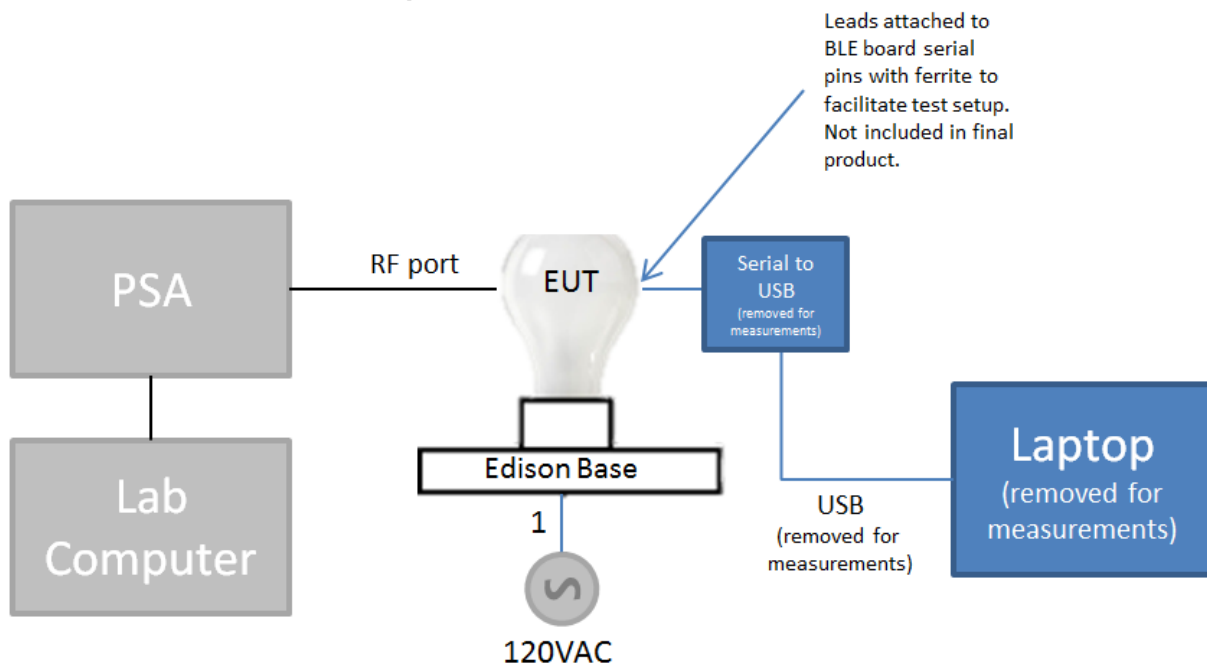 Leads attached to
BLE board serial
pins with ferrite to
facilitate test setup.
Not included in final
product.
PSA
RF port
EUT
Serial to
USB
(removed for
measurements)
Lab
Computer
Edison Base
1
120VAC
USB
(removed for
measurements)
Laptop
(removed for
measurements)